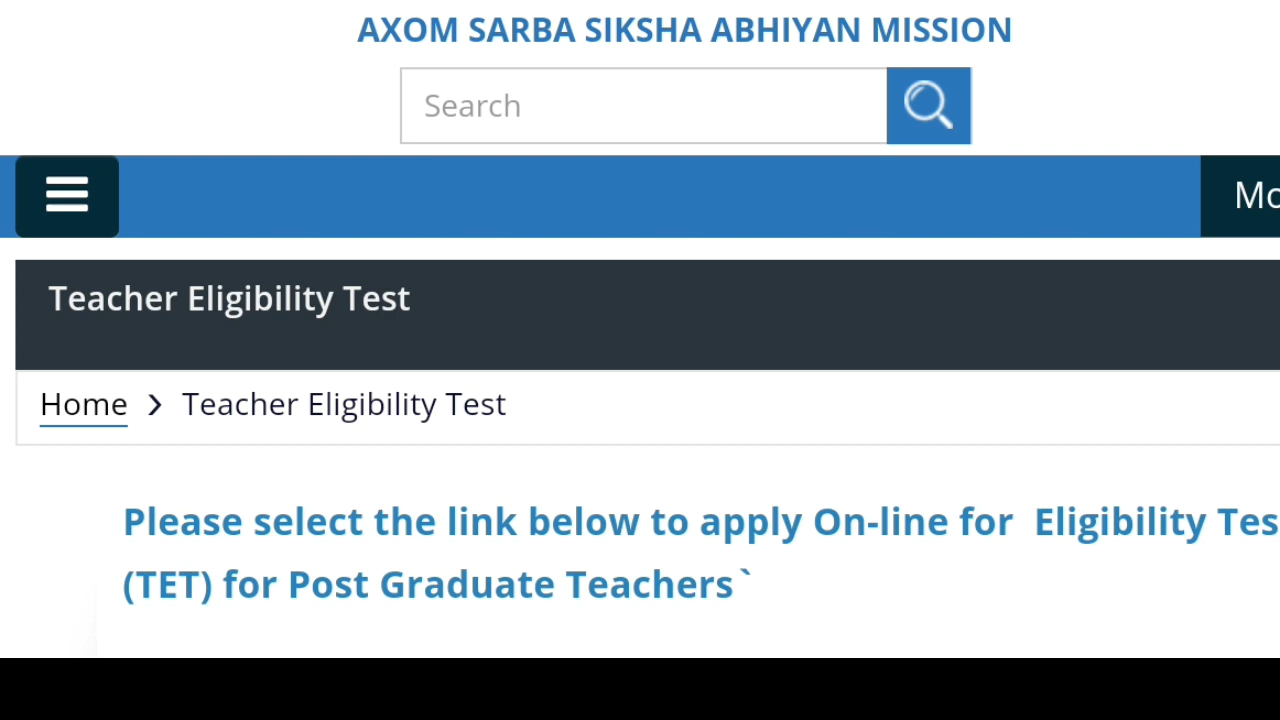 AXOM SARBA SIKSHA ABHIYAN MISSION
Search
Teacher Eligibility Test
Home › Teacher Eligibility Test
Please select the link below to apply On-line for  Eligibility
(TET) for Post Graduate Teachers`